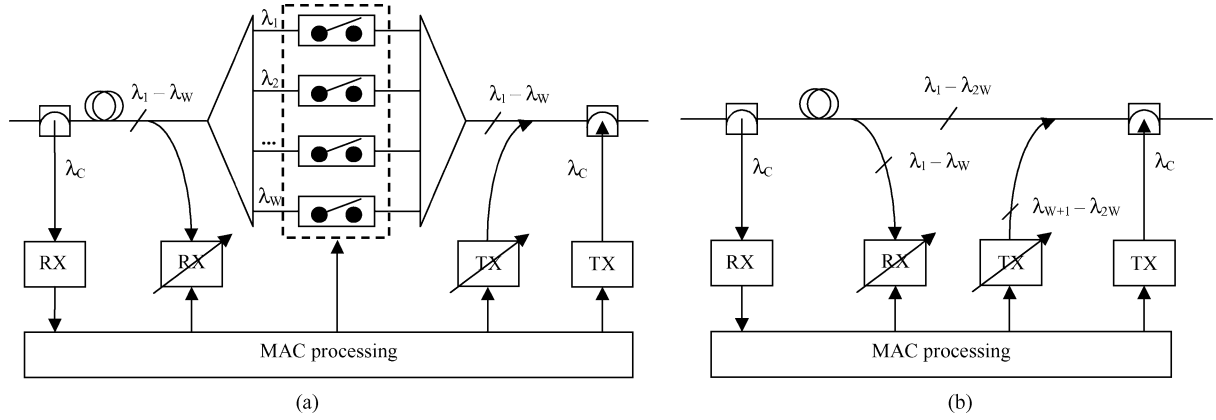 λ1
λ1 – λW
λ2
λ1 – λW
...
λC
λW
λC
RX
RX
TX
TX
MAC processing
(a)
λ1 – λ2W
λC
λ1 – λW
λC
λW+1 – λ2W
RX
RX
TX
TX
MAC processing
(b)